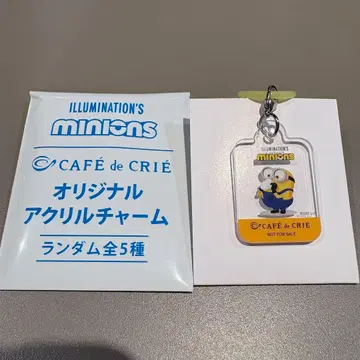 ILLUMINATION'S
minions
CAFÉ de CRIÉ
オリジナル
アクリルチャーム
ランダム全5種
ILLUMINATION'S
minions
CAFÉ de CRIÉ
NOT FOR SALE